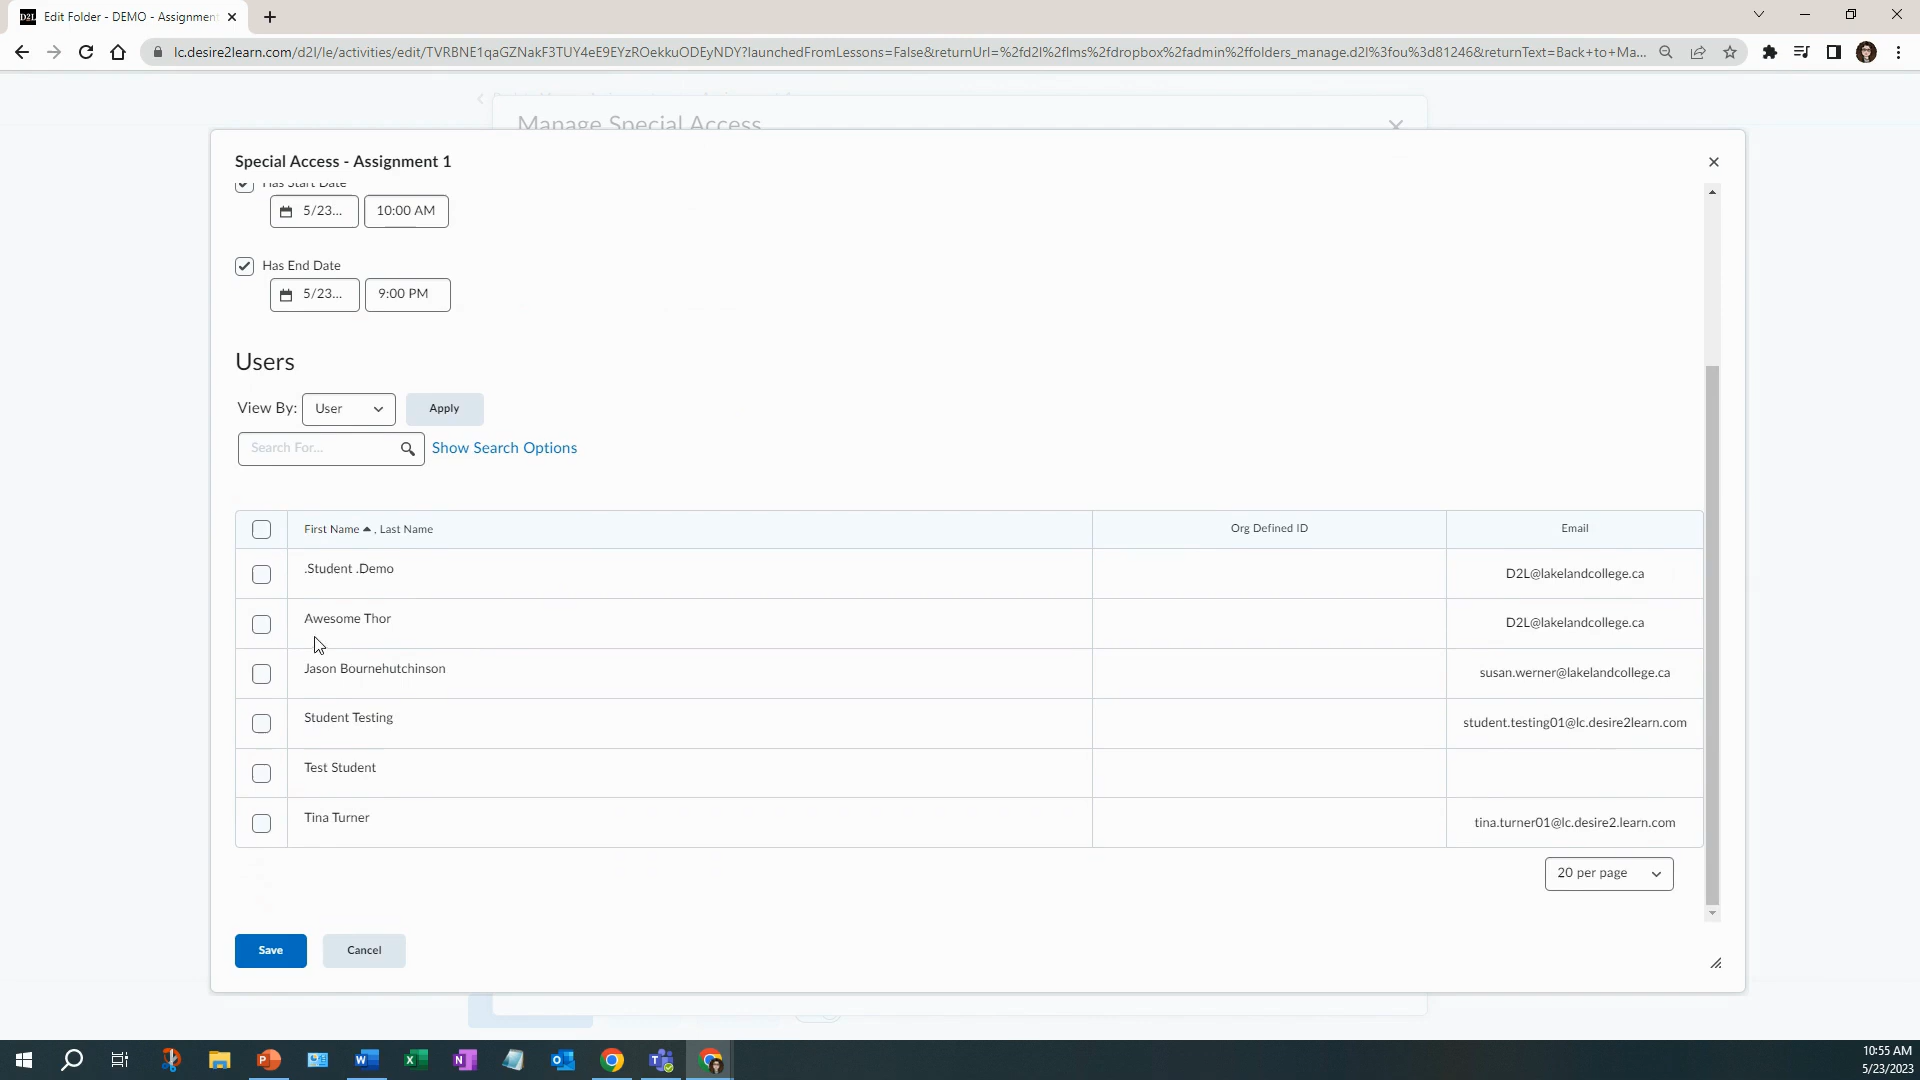 D2L Edit Folder - DEMO - Assignment
lc.desire2learn.com/d2l/le/activities/edit/TVRBNE1qaGZNakF3TUY4eE9EYzROekkuODEyNDY?launchedFromLessons=False&returnUrl=%2fd2l%2flms%2fdropbox%2fadmin%2ffolders_manage.d2l%3fou%3d81246&returnText=Back+to+Ma...
Manage Special Access
Special Access - Assignment 1
Has Start Date
5/23... 10:00 AM
Has End Date
5/23... 9:00 PM
Users
View By: User Apply
Search For... Show Search Options
First Name , Last Name Org Defined ID Email
.Student .Demo D2L@lakelandcollege.ca
Awesome Thor D2L@lakelandcollege.ca
Jason Bournehutchinson susan.werner@lakelandcollege.ca
Student Testing student.testing01@lc.desire2learn.com
Test Student
Tina Turner tina.turner01@lc.desire2.learn.com
20 per page
Save Cancel
10:55 AM
5/23/2023